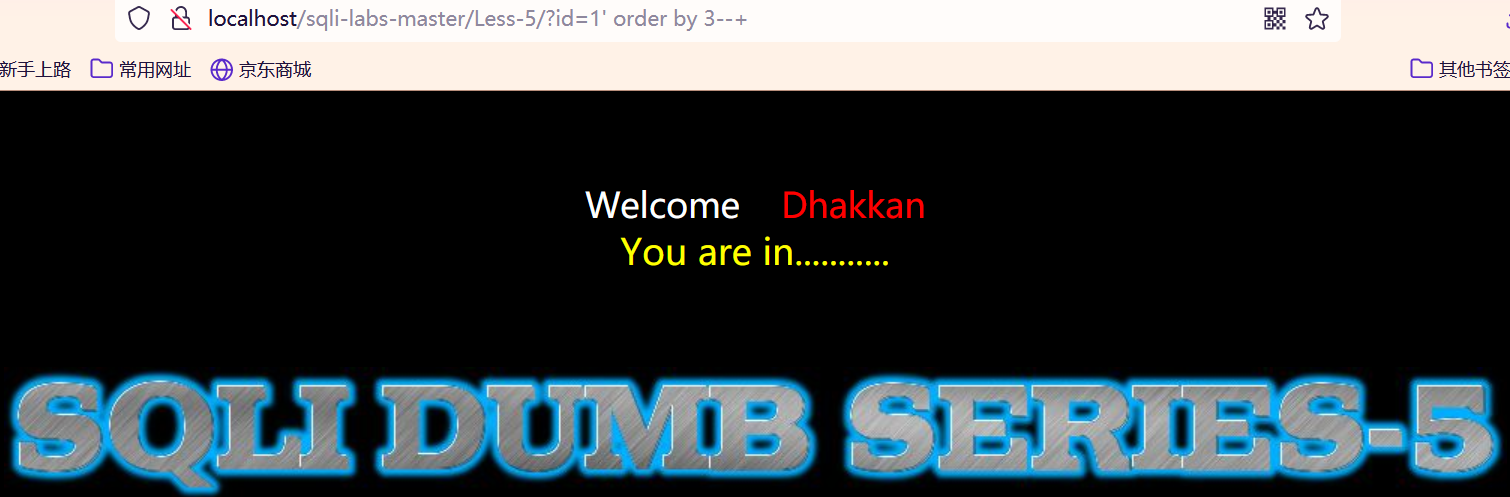 localhost/sqli-labs-master/Less-5/?id=1' order by 3--+
新手上路 常用网址 京东商城 其他书签
Welcome Dhakkan
You are in...........
SQLI DUMB SERIES-5